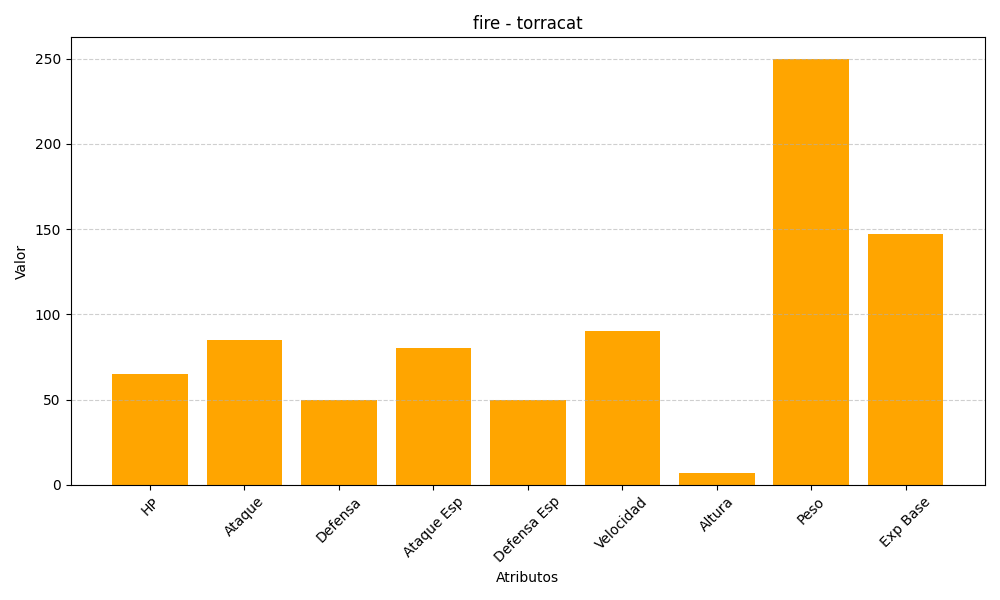 fire - torracat
Valor
250
200
150
100
50
0
HP
Ataque
Defensa
Ataque Esp
Defensa Esp
Velocidad
Altura
Peso
Exp Base
Atributos